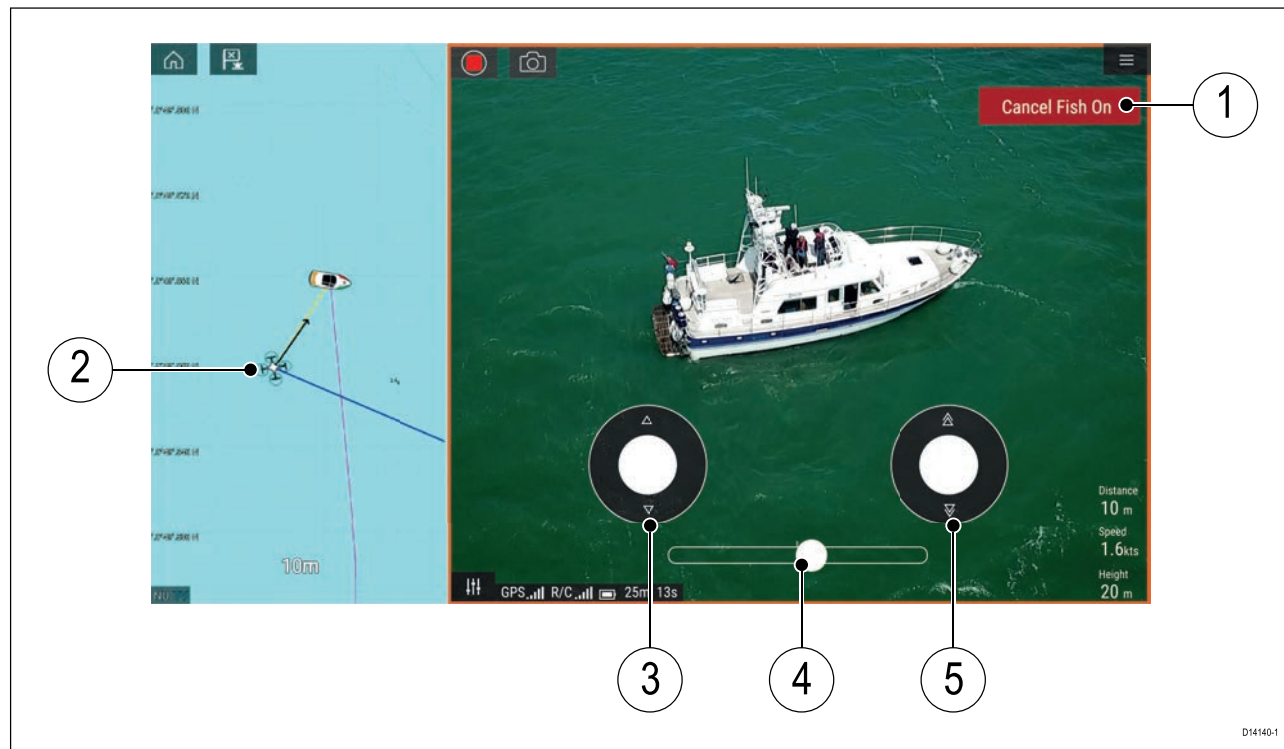 Cancel Fish On
1
2
10m
Distance
10 m
Speed
1.6kts
Height
20 m
GPS R/C 25m 13s
3
4
5
D14140-1